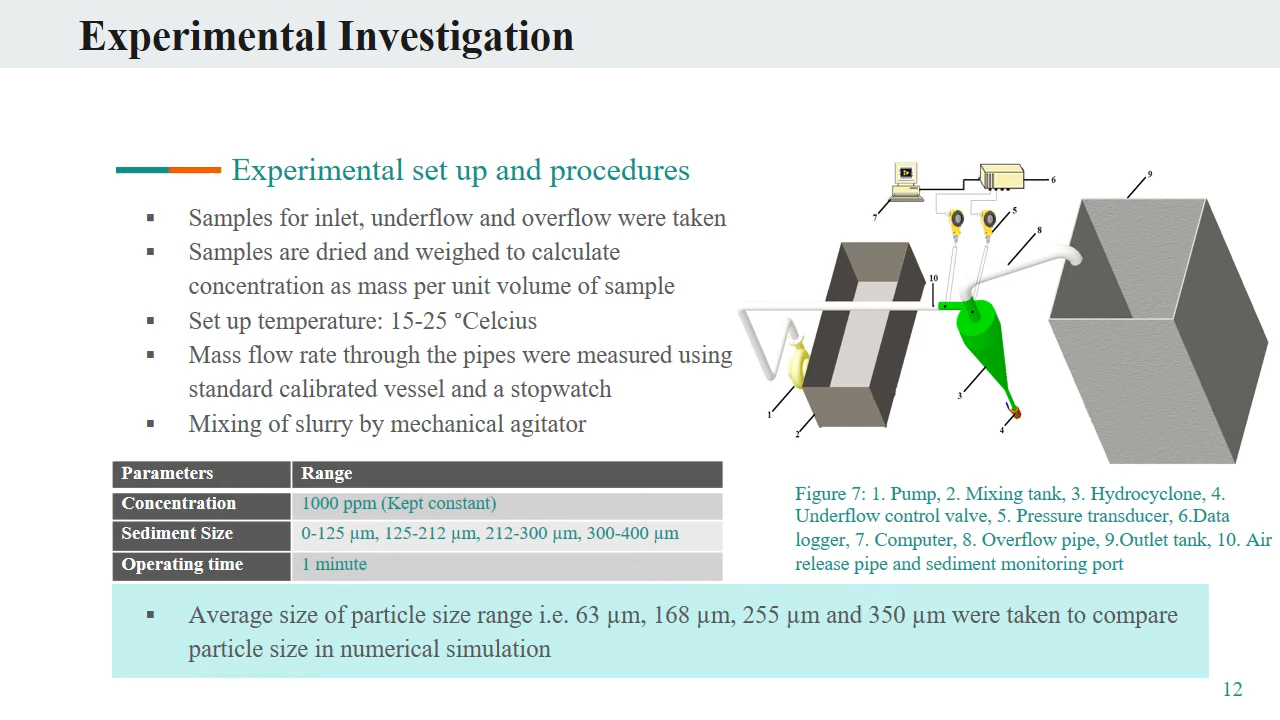 Experimental Investigation
Experimental set up and procedures
▪ Samples for inlet, underflow and overflow were taken
▪ Samples are dried and weighed to calculate
concentration as mass per unit volume of sample
▪ Set up temperature: 15-25 °Celcius
▪ Mass flow rate through the pipes were measured using
standard calibrated vessel and a stopwatch
▪ Mixing of slurry by mechanical agitator
Parameters Range
Concentration 1000 ppm (Kept constant)
Sediment Size 0-125 µm, 125-212 µm, 212-300 µm, 300-400 µm
Operating time 1 minute
9
6
7
5
8
10
3
1
2
4
Figure 7: 1. Pump, 2. Mixing tank, 3. Hydrocyclone, 4.
Underflow control valve, 5. Pressure transducer, 6.Data
logger, 7. Computer, 8. Overflow pipe, 9.Outlet tank, 10. Air
release pipe and sediment monitoring port
▪ Average size of particle size range i.e. 63 µm, 168 µm, 255 µm and 350 µm were taken to compare
particle size in numerical simulation
12